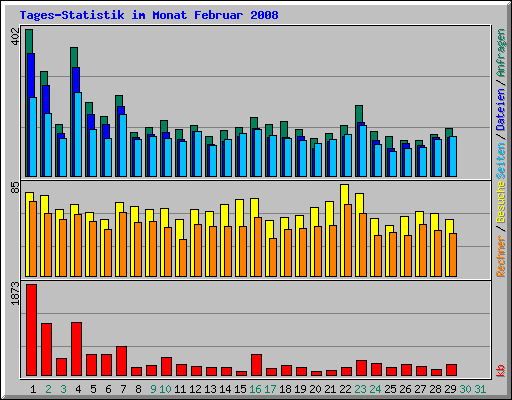 Tages-Statistik im Monat Februar 2008
402
85
1873
Rechner / Besuche Seiten / Dateien / Anfragen
kb
1 2 3 4 5 6 7 8 9 10 11 12 13 14 15 16 17 18 19 20 21 22 23 24 25 26 27 28 29 30 31